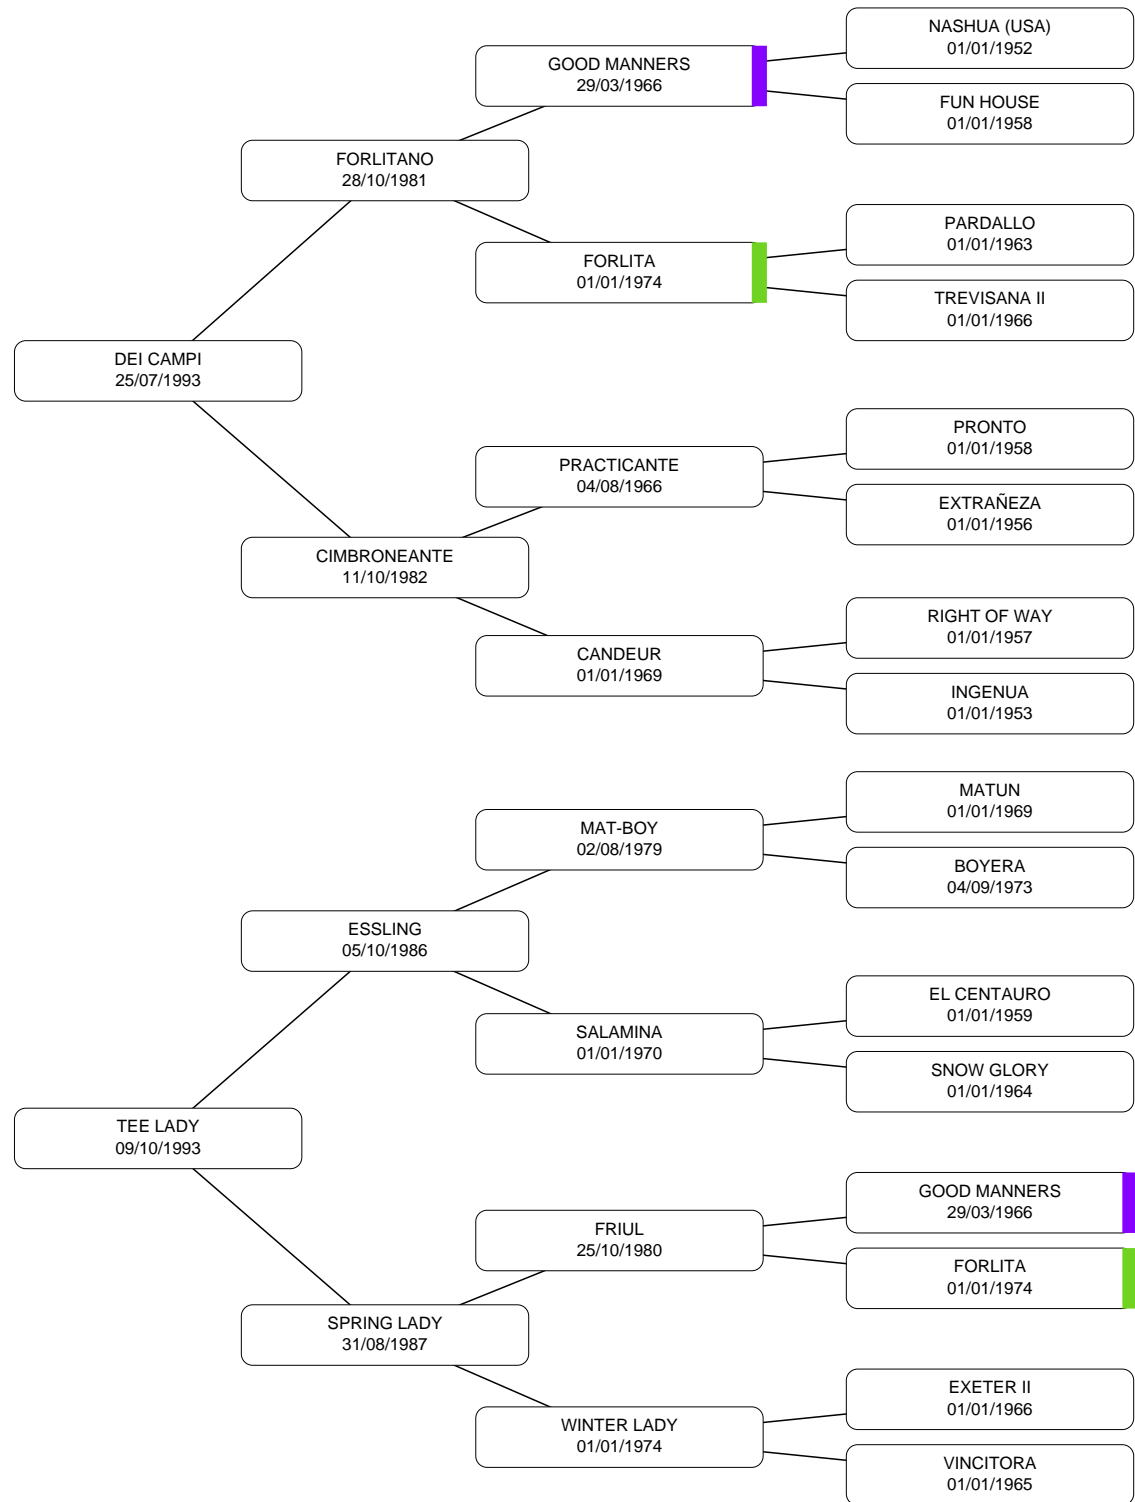 NASHUA (USA)
01/01/1952
GOOD MANNERS
29/03/1966
FUN HOUSE
01/01/1958
FORLITANO
28/10/1981
PARDALLO
01/01/1963
FORLITA
01/01/1974
TREVISANA II
01/01/1966
DEI CAMPI
25/07/1993
PRONTO
01/01/1958
PRACTICANTE
04/08/1966
EXTRAÑEZA
01/01/1956
CIMBRONEANTE
11/10/1982
RIGHT OF WAY
01/01/1957
CANDEUR
01/01/1969
INGENUA
01/01/1953
MATUN
01/01/1969
MAT-BOY
02/08/1979
BOYERA
04/09/1973
ESSLING
05/10/1986
EL CENTAURO
01/01/1959
SALAMINA
01/01/1970
SNOW GLORY
01/01/1964
TEE LADY
09/10/1993
GOOD MANNERS
29/03/1966
FRIUL
25/10/1980
FORLITA
01/01/1974
SPRING LADY
31/08/1987
EXETER II
01/01/1966
WINTER LADY
01/01/1974
VINCITORA
01/01/1965